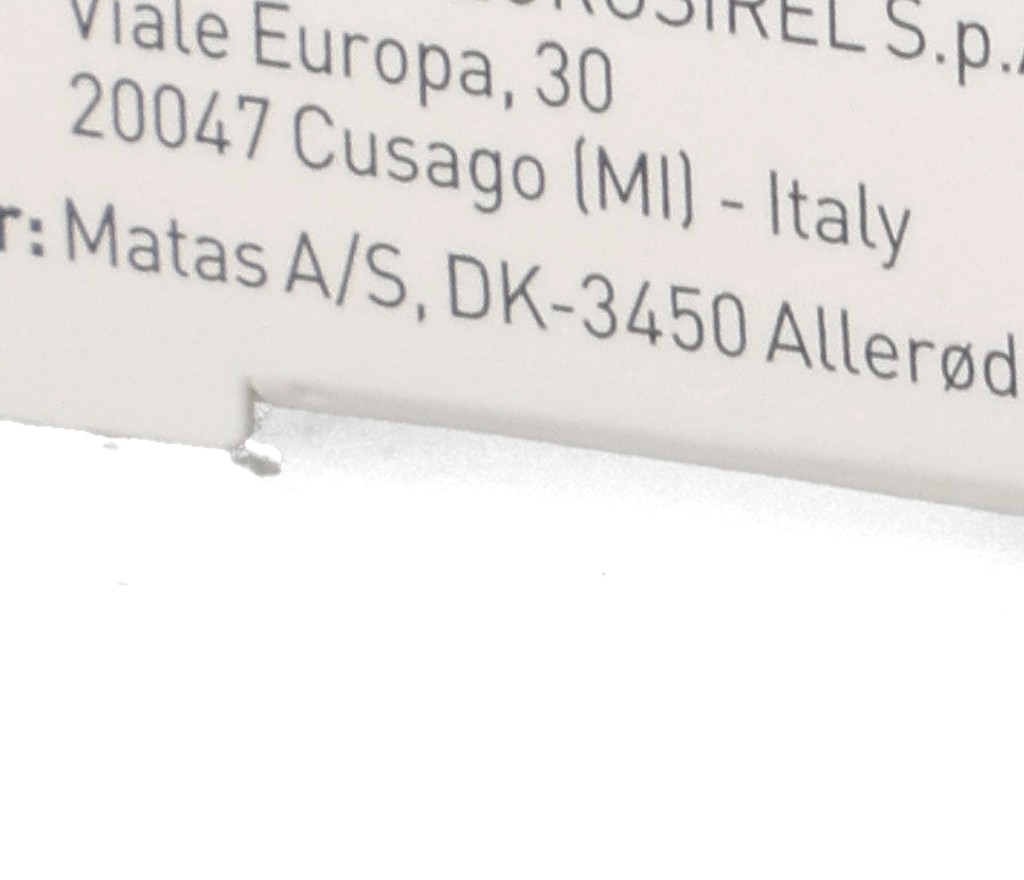 S.p.
Viale Europa, 30
20047 Cusago (MI) - Italy
r: Matas A/S, DK-3450 Allerød